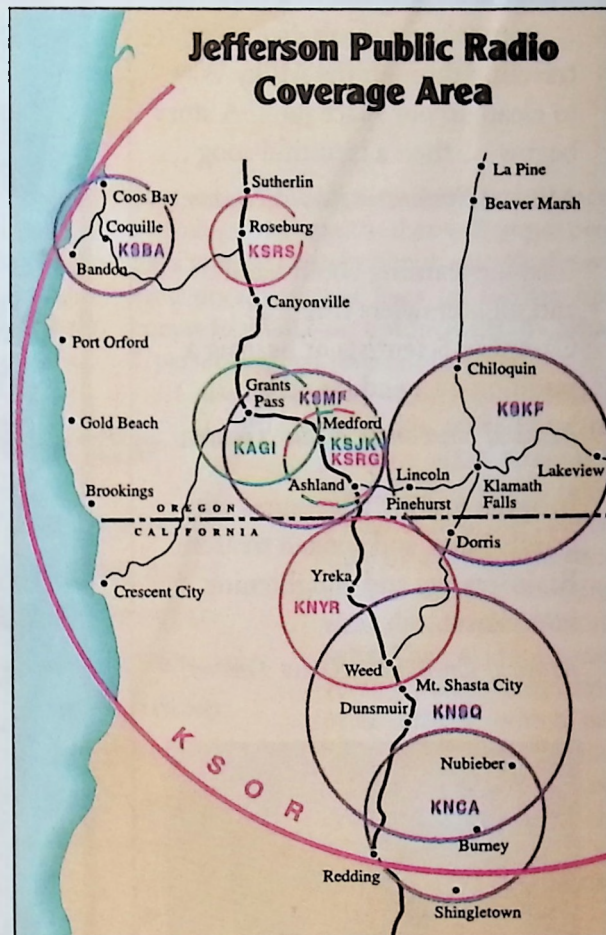 Jefferson Public Radio
Coverage Area
La Pine
Sutherlin
Coos Bay
Beaver Marsh
Coquille
KSBA
Roseburg
KSRS
Bandon
Canyonville
Port Orford
Chiloquin
Grants
Pass
KSMF
KSKF
Gold Beach
Medford
KAGI
KSJK
KSRG
Lakeview
Ashland
Lincoln
Klamath
Falls
Pinehurst
Brookings
OREGON
CALIFORNIA
Dorris
Yreka
Crescent City
KNYR
Weed
Mt. Shasta City
Dunsmuir
KNSQ
KSOR
Nubieber
KNCA
Burney
Redding
Shingletown